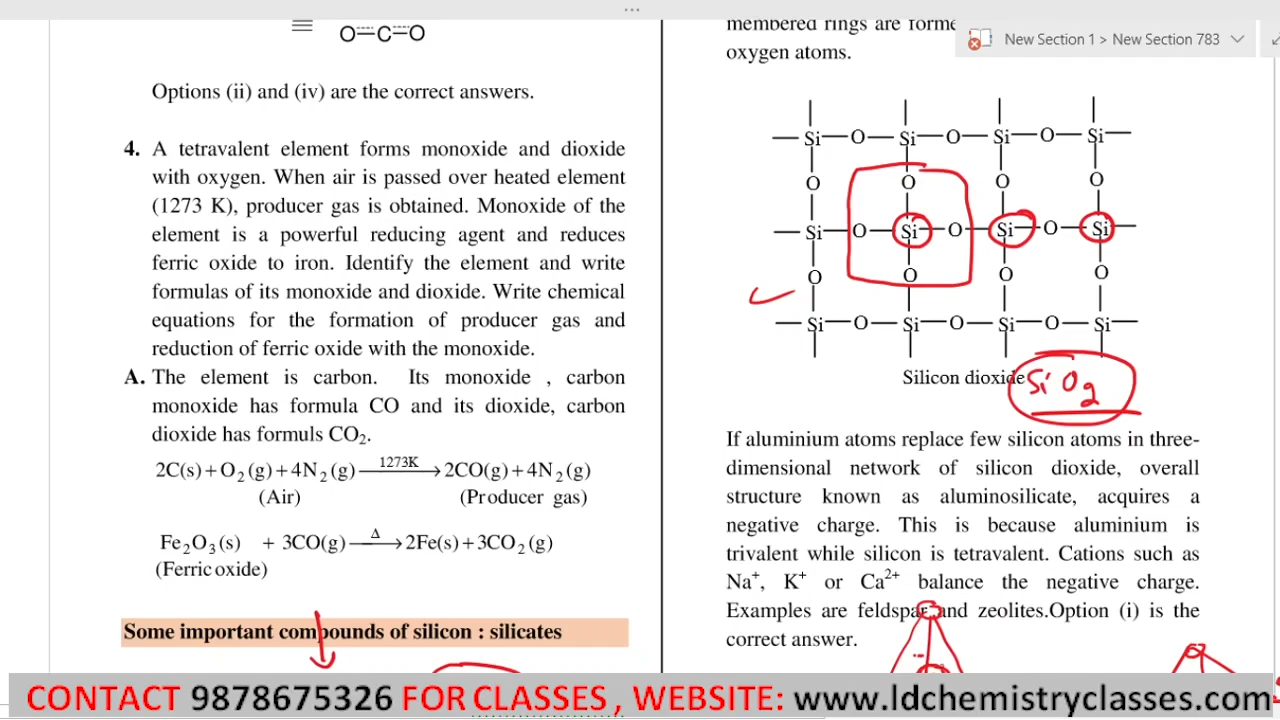 O=C=O
Options (ii) and (iv) are the correct answers.
4. A tetravalent element forms monoxide and dioxide
with oxygen. When air is passed over heated element
(1273 K), producer gas is obtained. Monoxide of the
element is a powerful reducing agent and reduces
ferric oxide to iron. Identify the element and write
formulas of its monoxide and dioxide. Write chemical
equations for the formation of producer gas and
reduction of ferric oxide with the monoxide.
A. The element is carbon. Its monoxide , carbon
monoxide has formula CO and its dioxide, carbon
dioxide has formuls CO₂.
2C(s)+O₂(g)+4N₂(g) 1273K → 2CO(g)+4N₂(g)
(Air) (Producer gas)
Fe₂O₃(s) + 3CO(g) Δ → 2Fe(s)+3CO₂(g)
(Ferric oxide)
Some important compounds of silicon : silicates
membered rings are forme
oxygen atoms.
New Section 1 > New Section 783
Si O Si O Si O Si
O O O O
Si O Si O Si O Si
O O O O
Si O Si O Si O Si
Silicon dioxide SiO₂
If aluminium atoms replace few silicon atoms in three-
dimensional network of silicon dioxide, overall
structure known as aluminosilicate, acquires a
negative charge. This is because aluminium is
trivalent while silicon is tetravalent. Cations such as
Na⁺, K⁺ or Ca²⁺ balance the negative charge.
Examples are feldspar and zeolites.Option (i) is the
correct answer.
CONTACT 9878675326 FOR CLASSES , WEBSITE: www.ldchemistryclasses.com